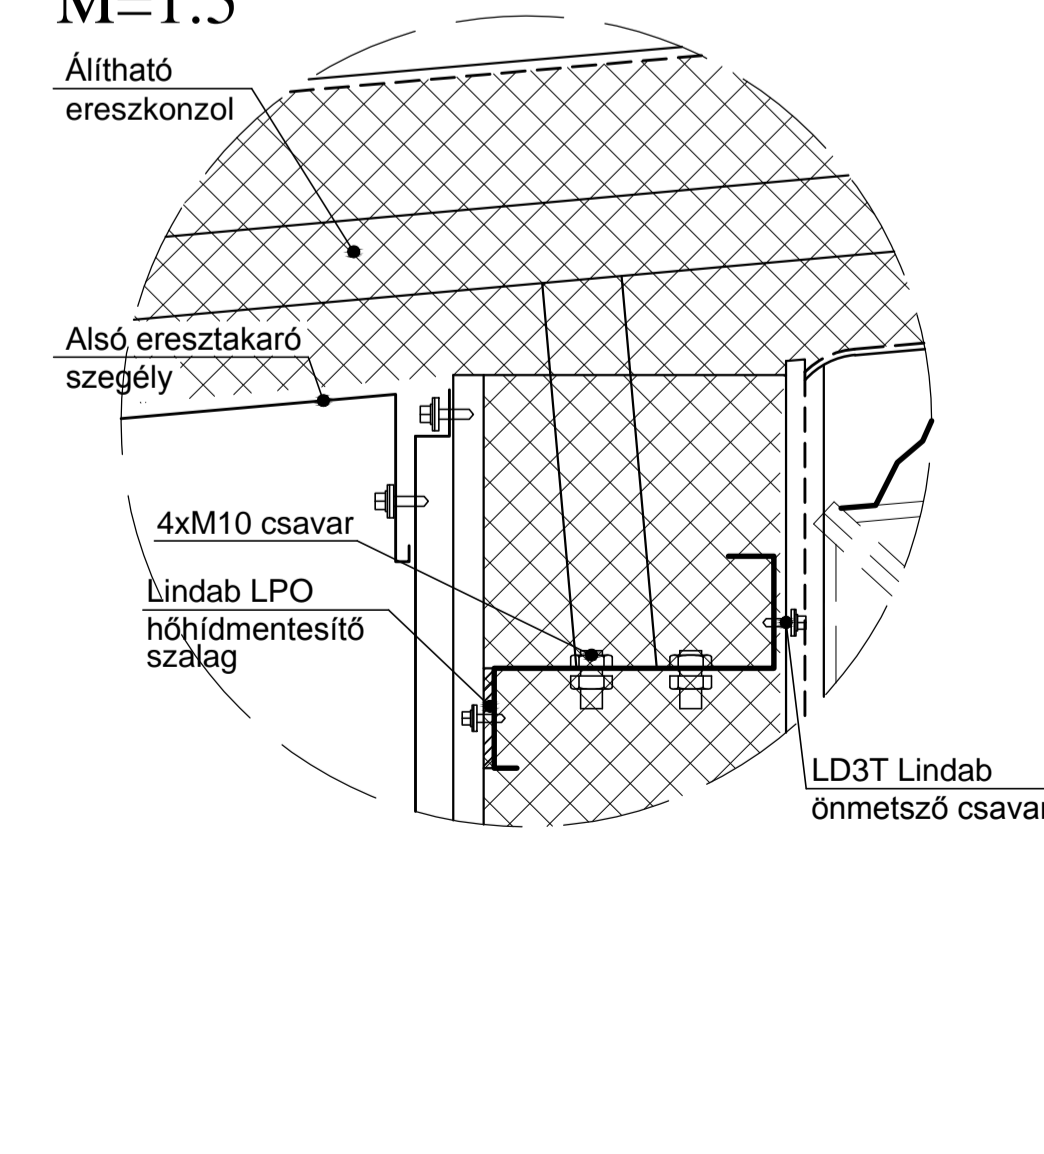 M=1:5
Álítható
ereszkonzol
Alsó eresztakaró
szegély
4xM10 csavar
Lindab LPO
hőhídmentesítő
szalag
LD3T Lindab
önmetsző csavar